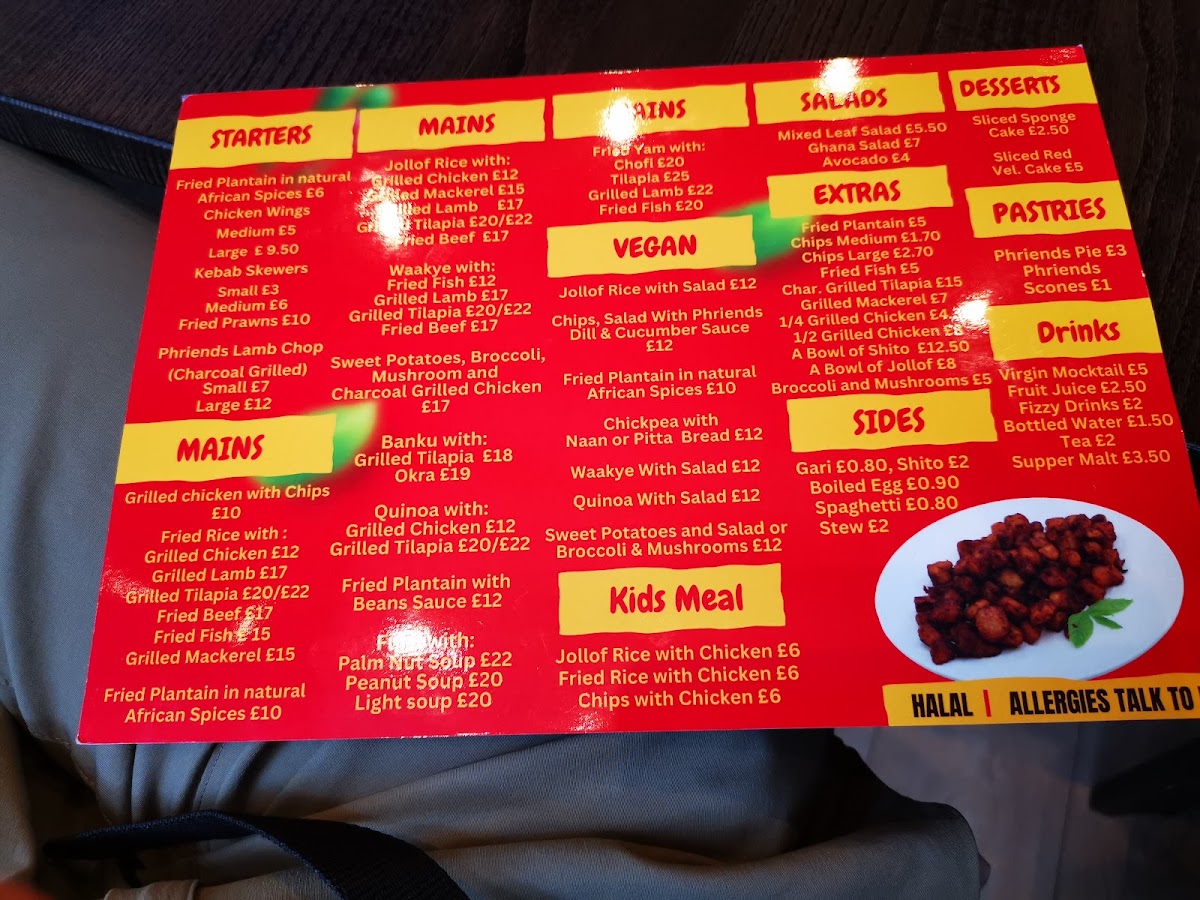 STARTERS
Fried Plantain in natural
African Spices £6
Chicken Wings
Medium £5
Large £ 9.50
Kebab Skewers
Small £3
Medium £6
Fried Prawns £10
Phriends Lamb Chop
(Charcoal Grilled)
Small £7
Large £12
MAINS
Grilled chicken with Chips
£10
Fried Rice with :
Grilled Chicken £12
Grilled Lamb £17
Grilled Tilapia £20/£22
Fried Beef £17
Fried Fish £ 15
Grilled Mackerel £15
Fried Plantain in natural
African Spices £10
MAINS
Jollof Rice with:
Grilled Chicken £12
Grilled Mackerel £15
Grilled Lamb £17
Grilled Tilapia £20/£22
Fried Beef £17
Waakye with:
Fried Fish £12
Grilled Lamb £17
Grilled Tilapia £20/£22
Fried Beef £17
Sweet Potatoes, Broccoli,
Mushroom and
Charcoal Grilled Chicken
£17
Banku with:
Grilled Tilapia £18
Okra £19
Quinoa with:
Grilled Chicken £12
Grilled Tilapia £20/£22
Fried Plantain with
Beans Sauce £12
with:
Palm Nut Soup £22
Peanut Soup £20
Light soup £20
MAINS
Fried Yam with:
Chofi £20
Tilapia £25
Grilled Lamb £22
Fried Fish £20
VEGAN
Jollof Rice with Salad £12
Chips, Salad With Phriends
Dill & Cucumber Sauce
£12
Fried Plantain in natural
African Spices £10
Chickpea with
Naan or Pitta Bread £12
Waakye With Salad £12
Quinoa With Salad £12
Sweet Potatoes and Salad or
Broccoli & Mushrooms £12
Kids Meal
Jollof Rice with Chicken £6
Fried Rice with Chicken £6
Chips with Chicken £6
SALADS
Mixed Leaf Salad £5.50
Ghana Salad £7
Avocado £4
EXTRAS
Fried Plantain £5
Chips Medium £1.70
Chips Large £2.70
Fried Fish £5
Char. Grilled Tilapia £15
Grilled Mackerel £7
1/4 Grilled Chicken
1/2 Grilled Chicken £8
A Bowl of Shito £12.50
A Bowl of Jollof £8
Broccoli and Mushrooms £5
SIDES
Gari £0.80, Shito £2
Boiled Egg £0.90
Spaghetti £0.80
Stew £2
DESSERTS
Sliced Sponge
Cake £2.50
Sliced Red
Vel. Cake £5
PASTRIES
Phriends Pie £3
Phriends
Scones £1
Drinks
Virgin Mocktail £5
Fruit Juice £2.50
Fizzy Drinks £2
Bottled Water £1.50
Tea £2
Supper Malt £3.50
HALAL | ALLERGIES TALK TO